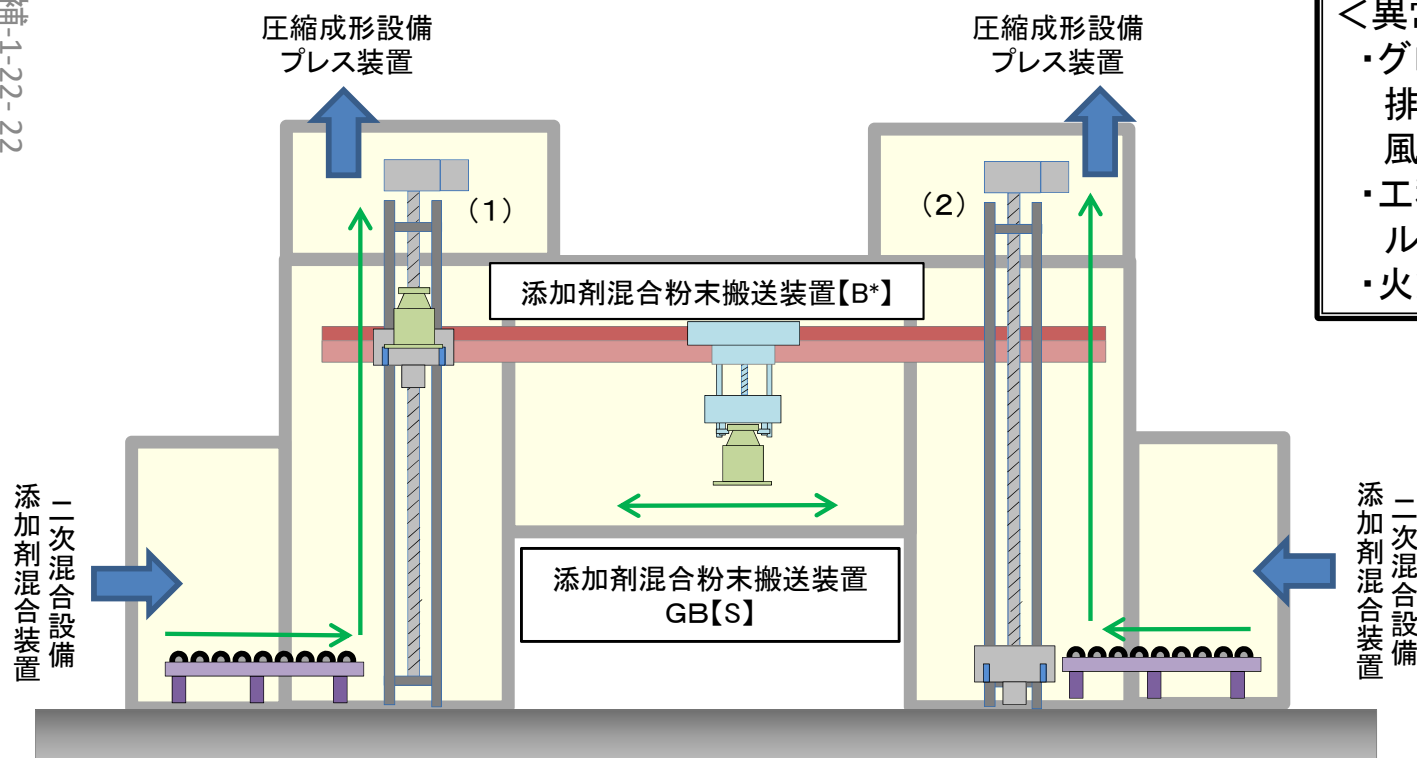 補-1-22-22
圧縮成形設備
プレス装置
圧縮成形設備
プレス装置
(1)
(2)
添加剤混合粉末搬送装置【B*】
添加剤混合粉末搬送装置
GB【S】
二次混合設備
添加剤混合装置
二次混合設備
添加剤混合装置
<異常
・グロ
排
風
・工
ル
・火